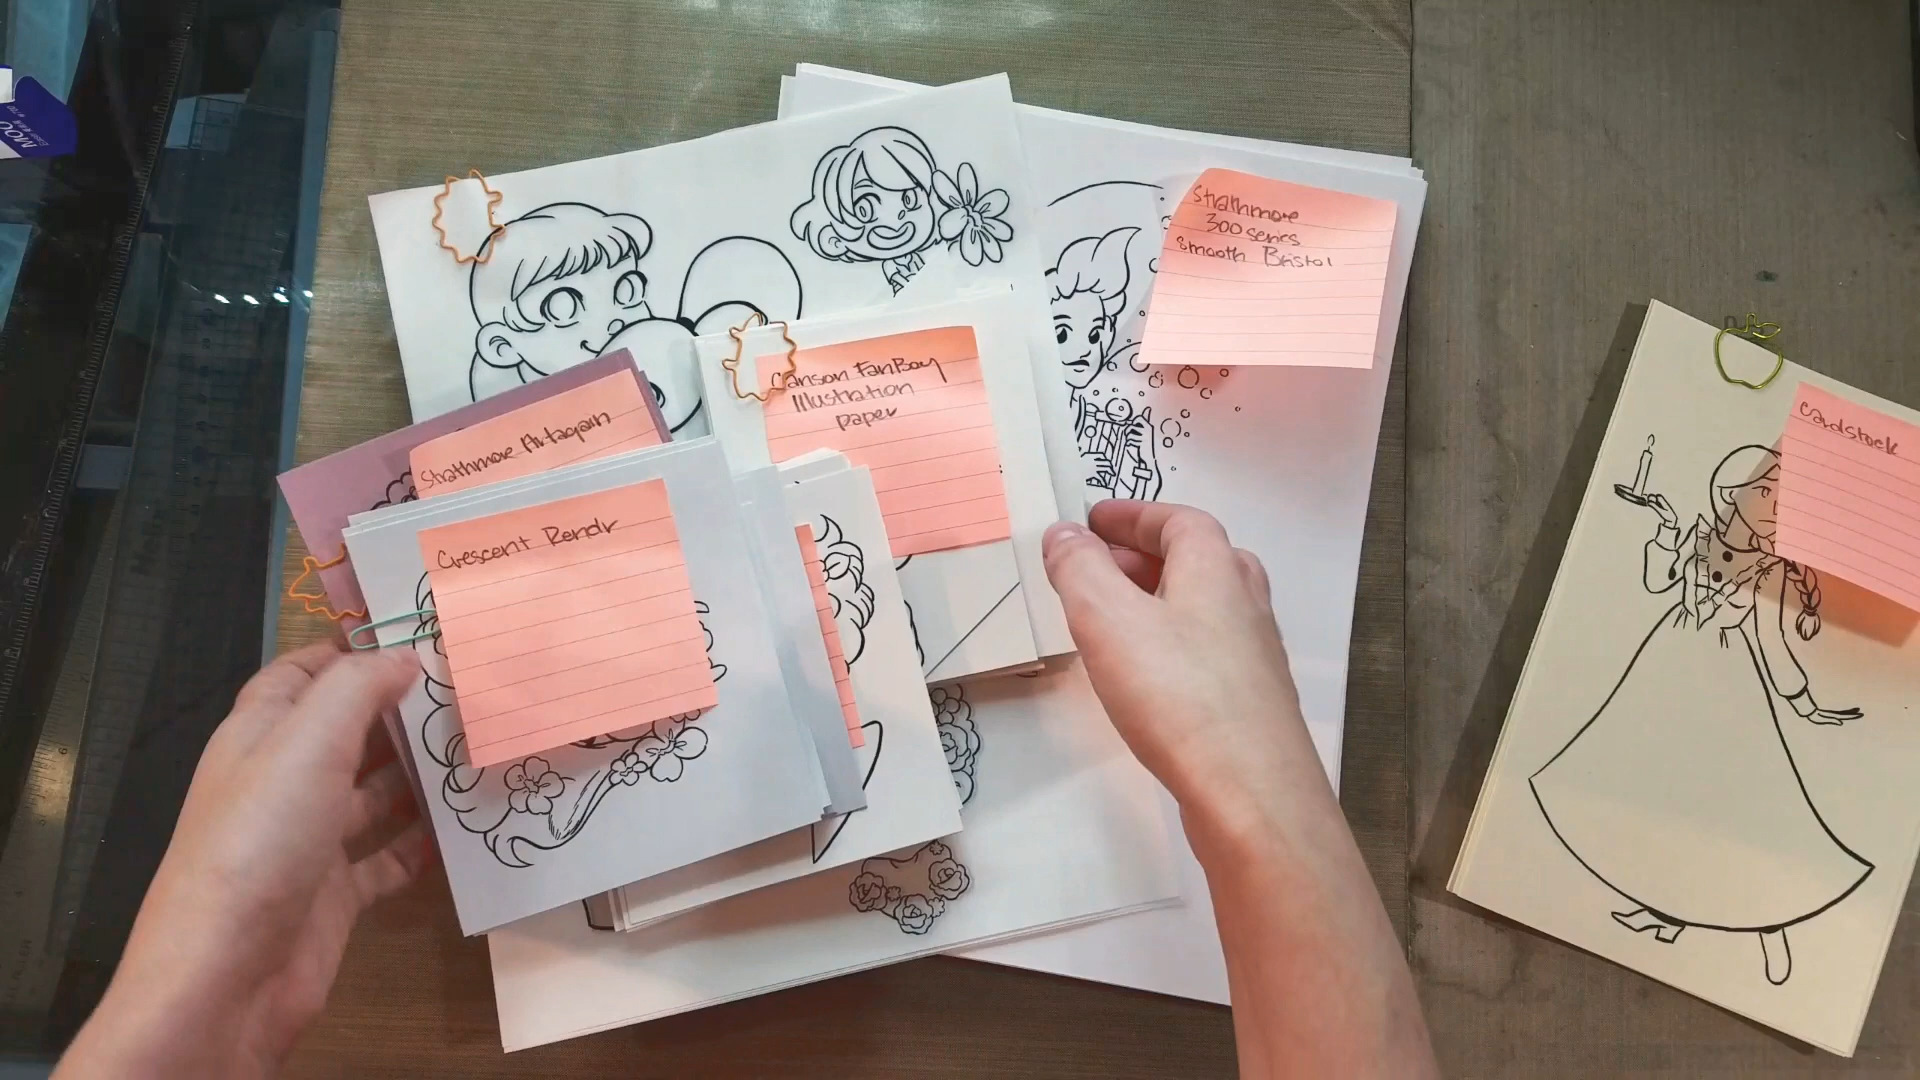 Strathmore
300 series
Smooth Bristol
Canson FanBoy
Illustration
paper
Strathmore Artagain
Crescent Rendr
Cardstock